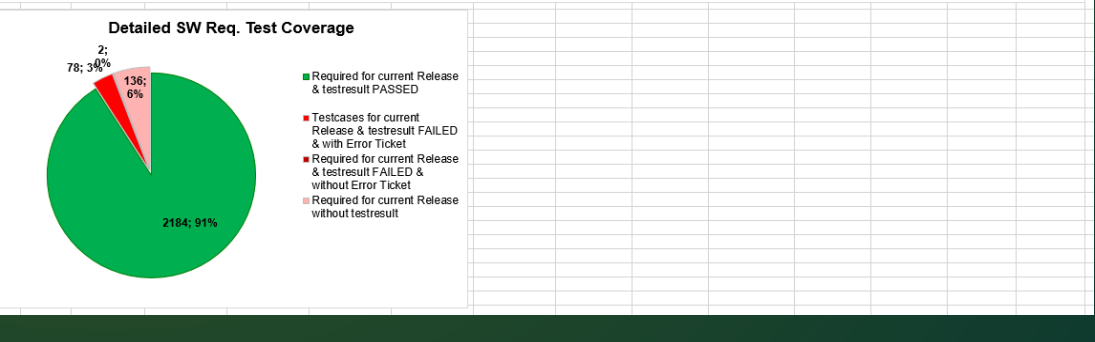 Detailed SW Req. Test Coverage
2;
0%
78; 3%
136;
6%
2184; 91%
Required for current Release
& testresult PASSED
Testcases for current
Release & testresult FAILED
& with Error Ticket
Required for current Release
& testresult FAILED &
without Error Ticket
Required for current Release
without testresult